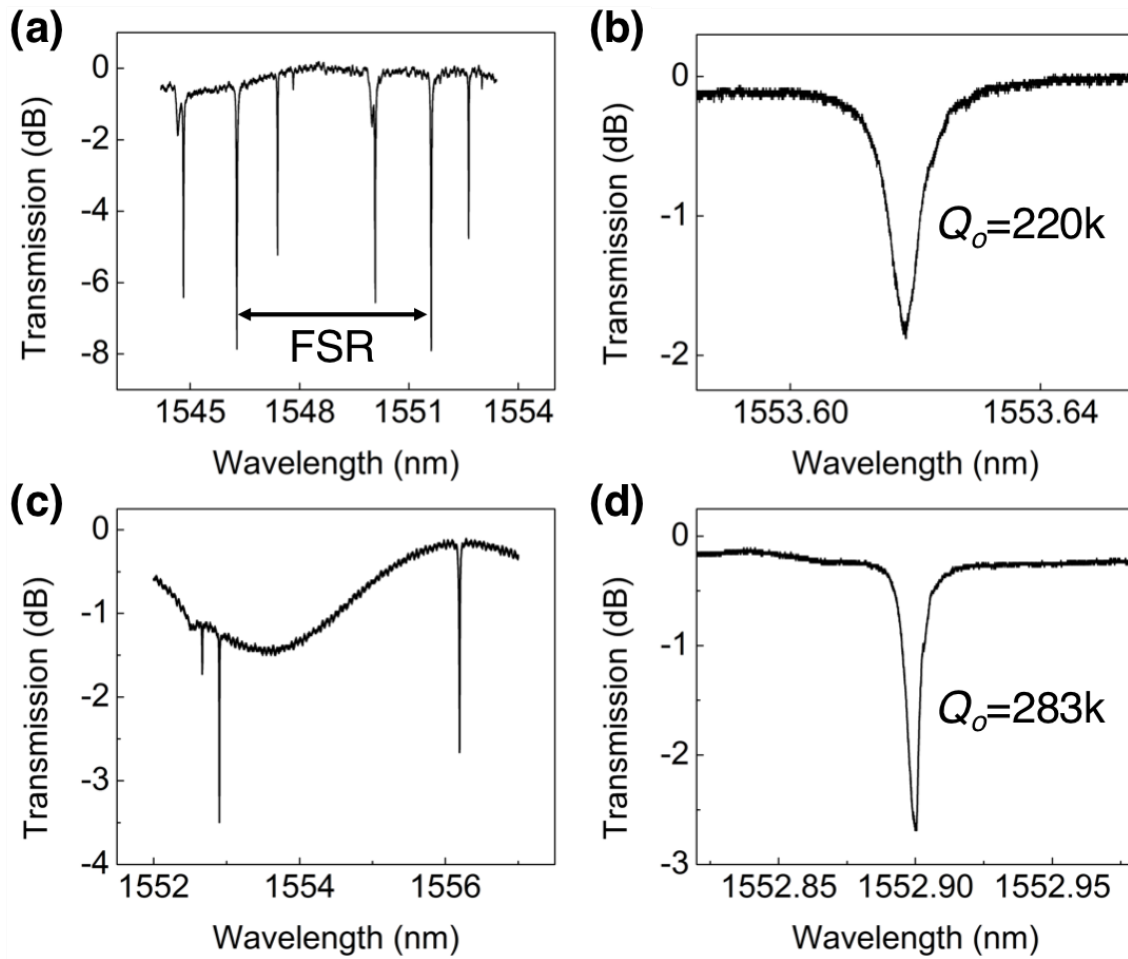 (a)
0
-2
-4
-6
-8
Transmission (dB)
FSR
1545 1548 1551 1554
Wavelength (nm)
(b)
0
-1
-2
Transmission (dB)
Qo=220k
1553.60 1553.64
Wavelength (nm)
(c)
0
-1
-2
-3
-4
Transmission (dB)
1552 1554 1556
Wavelength (nm)
(d)
0
-1
-2
-3
Transmission (dB)
Qo=283k
1552.85 1552.90 1552.95
Wavelength (nm)